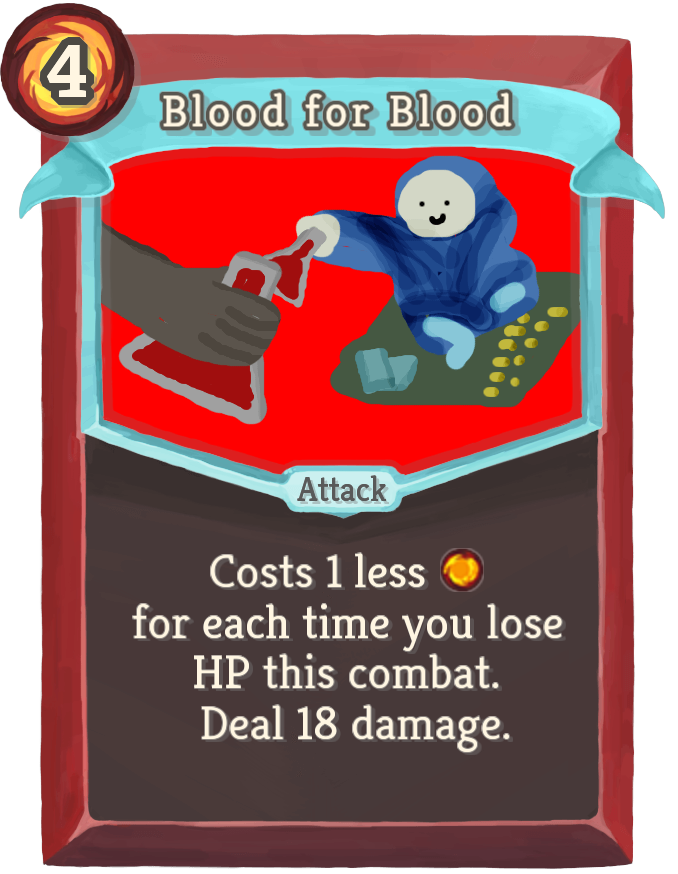 4
Blood for Blood
Attack
Costs 1 less
for each time you lose
HP this combat.
Deal 18 damage.